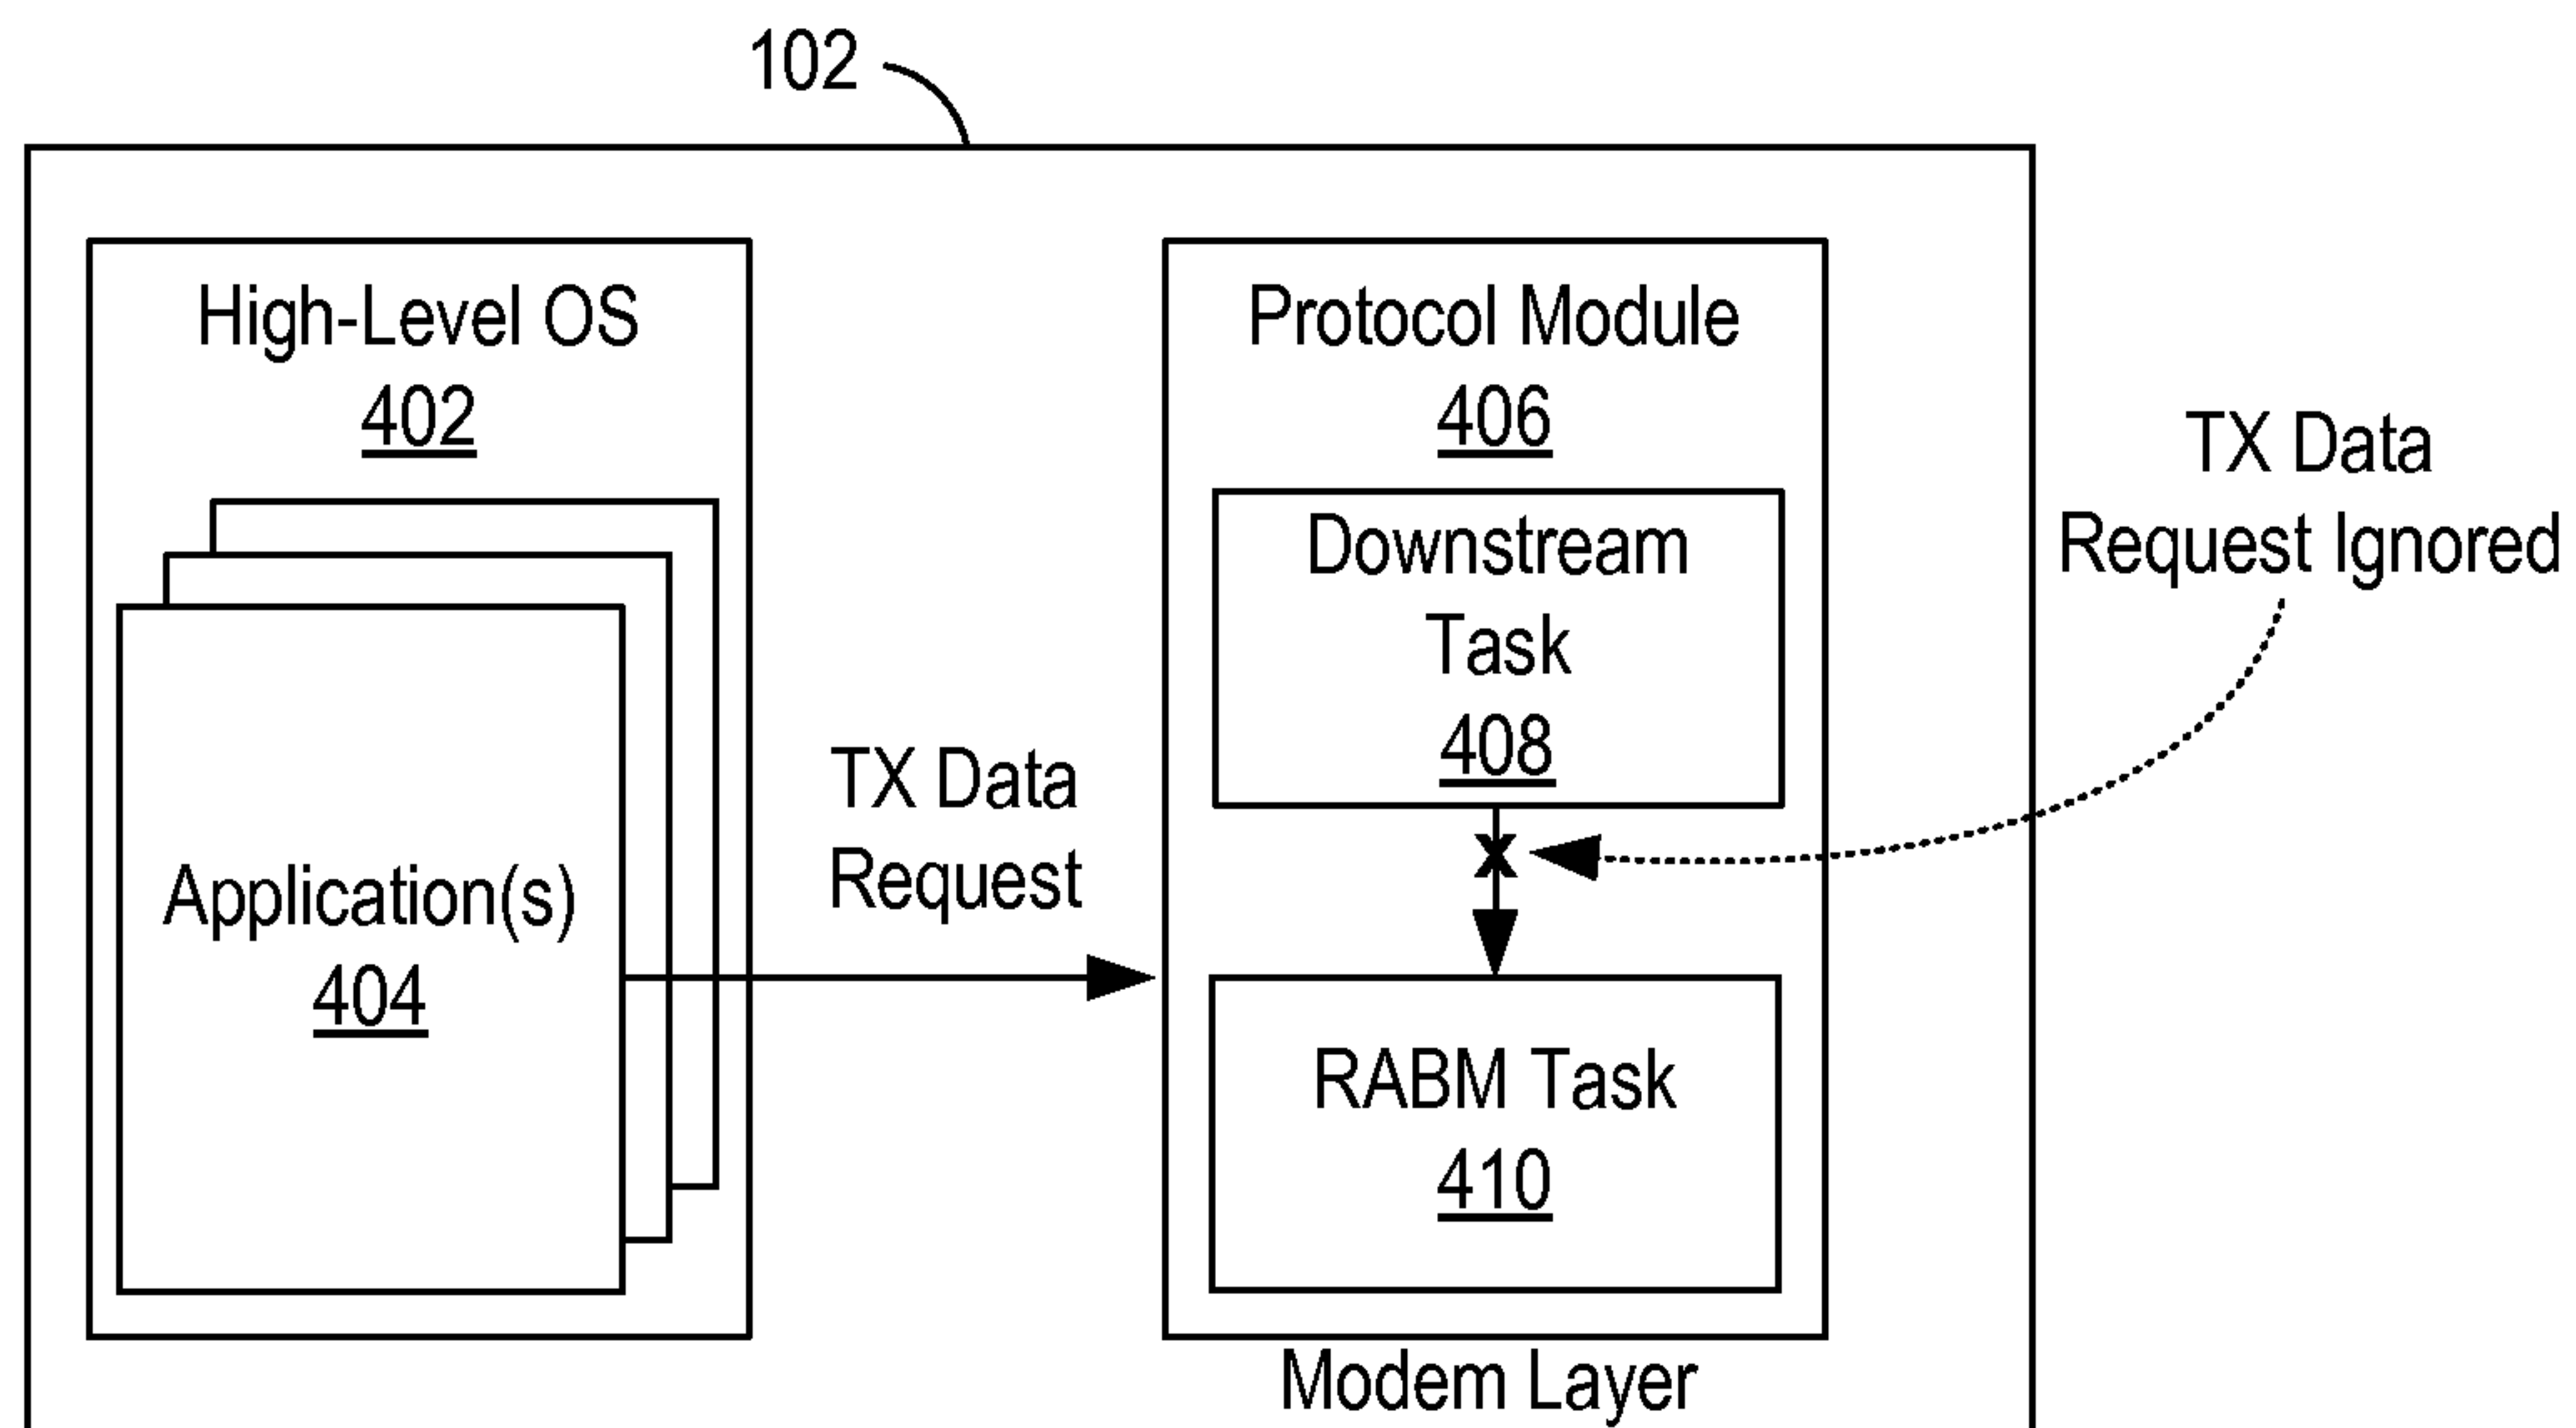 102
High-Level OS
402
Application(s)
404
TX Data
Request
Protocol Module
406
Downstream
Task
408
X
RABM Task
410
Modem Layer
TX Data
Request Ignored